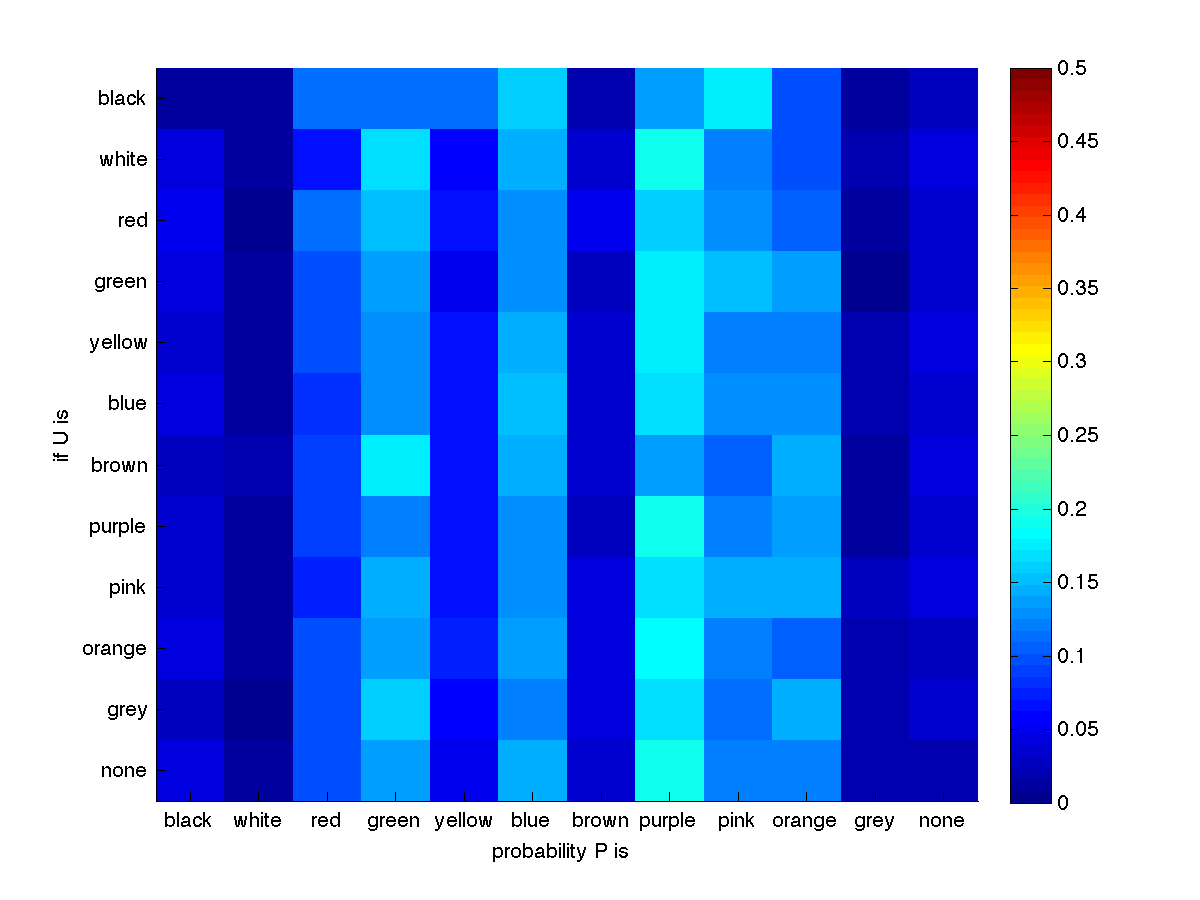 black
white
red
green
yellow
blue
brown
purple
pink
orange
grey
none
if U is
black white red green yellow blue brown purple pink orange grey none
probability P is
0.5
0.45
0.4
0.35
0.3
0.25
0.2
0.15
0.1
0.05
0